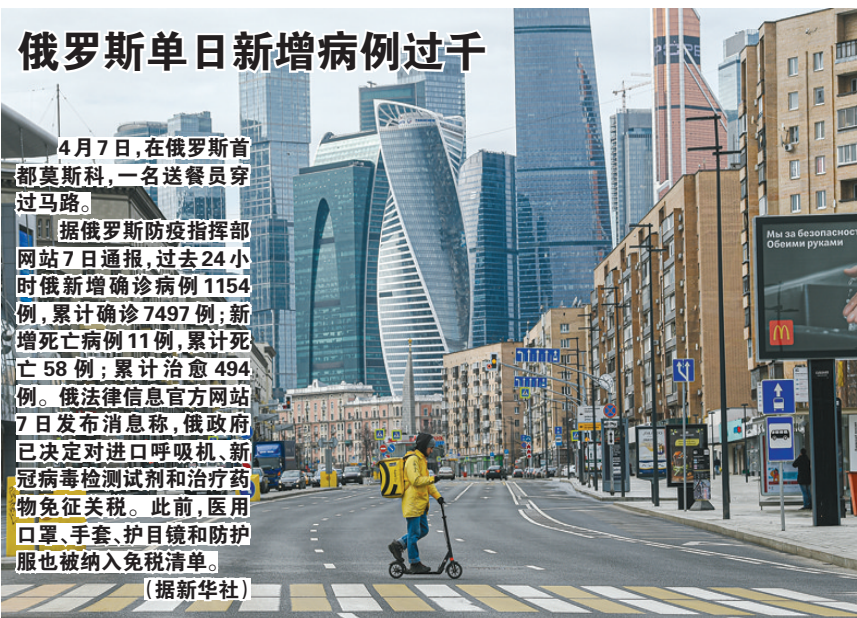 俄罗斯单日新增病例过千
4月7日,在俄罗斯首
都莫斯科,一名送餐员穿
过马路。
据俄罗斯防疫指挥部
网站7日通报,过去24小
时俄新增确诊病例1154
例,累计确诊7497例;新
增死亡病例11例,累计死
亡58例;累计治愈494
例。俄法律信息官方网站
7日发布消息称,俄政府
已决定对进口呼吸机、新
冠病毒检测试剂和治疗药
物免征关税。此前,医用
口罩、手套、护目镜和防护
服也被纳入免税清单。
(据新华社)
Мы за безопасност
Обеими руками